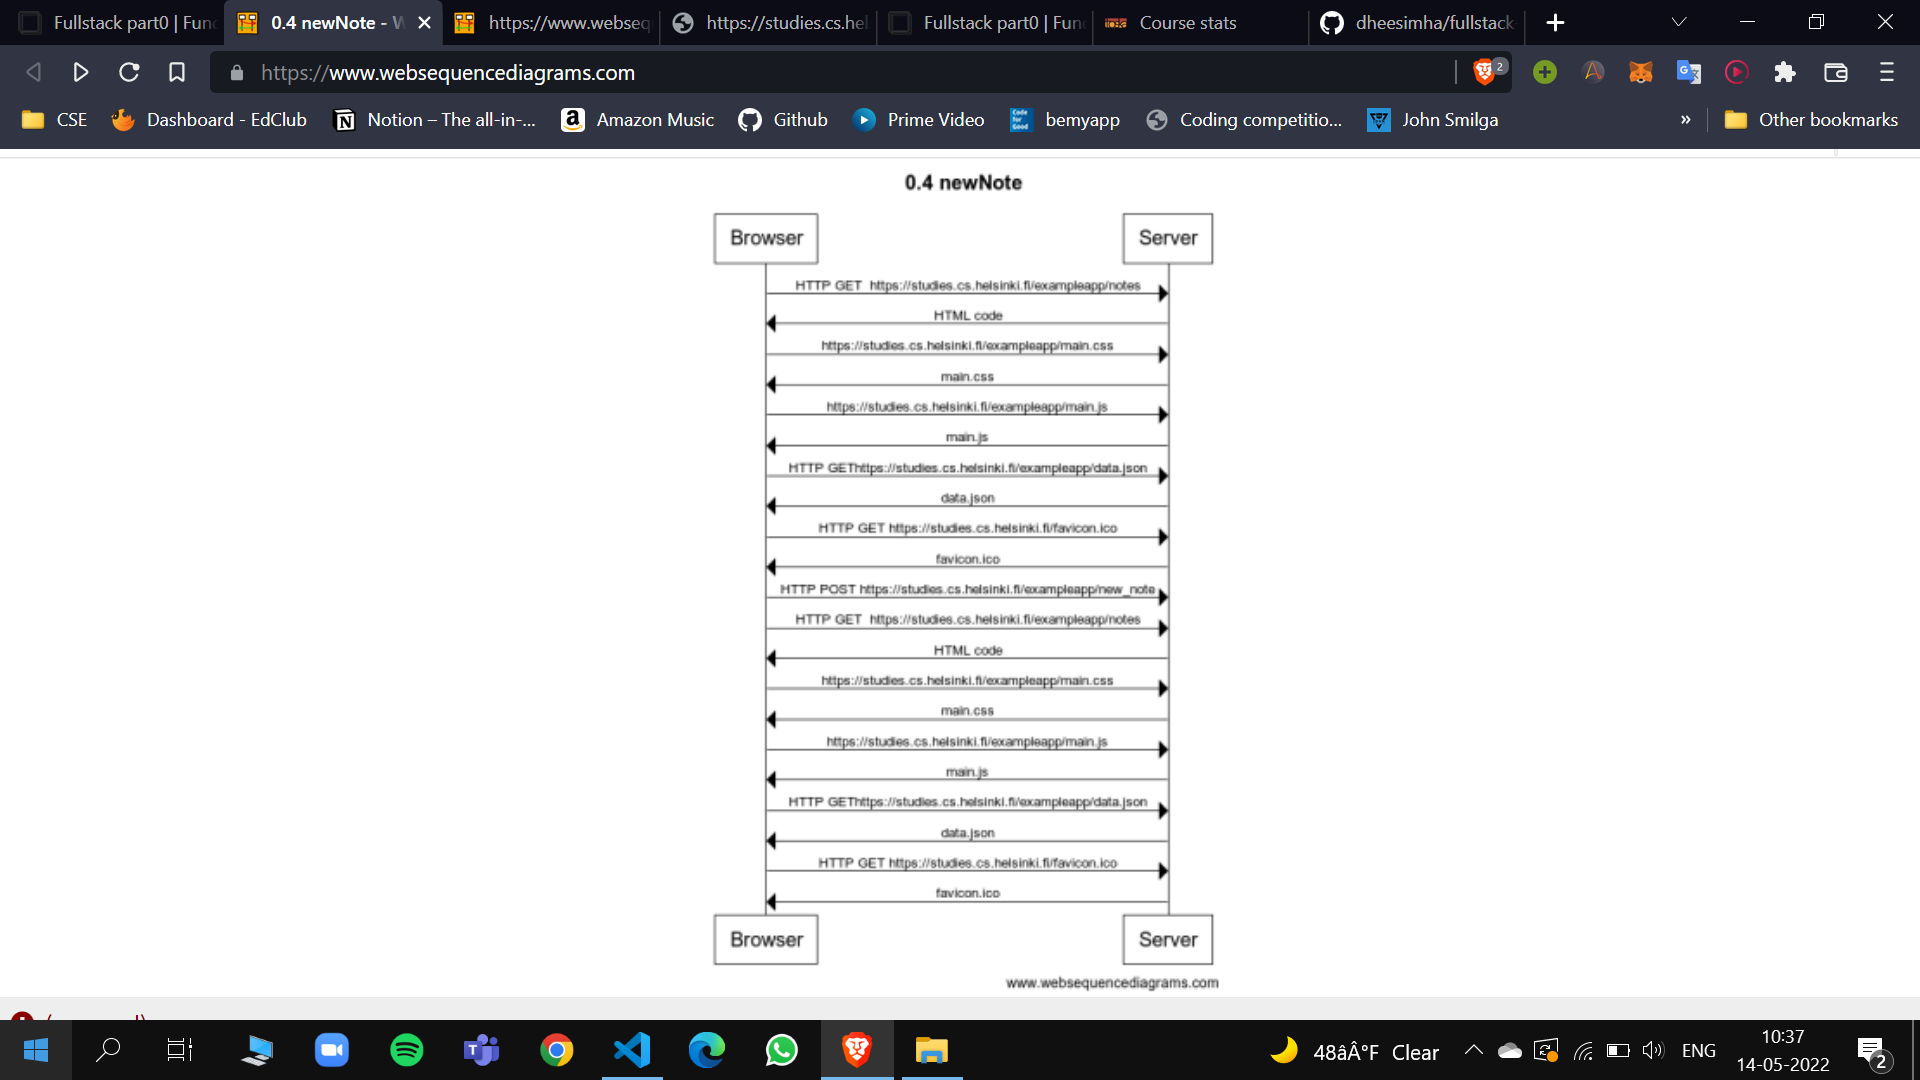 Fullstack part0 | Fun
0.4 newNote - W
https://www.webseq
https://studies.cs.hel
Fullstack part0 | Fun
Course stats
dheesimha/fullstack-
https://www.websequencediagrams.com
2
CSE
Dashboard - EdClub
Notion – The all-in-...
Amazon Music
Github
Prime Video
bemyapp
Coding competitio...
John Smilga
»
Other bookmarks
0.4 newNote
Browser
Server
HTTP GET  https://studies.cs.helsinki.fi/exampleapp/notes
HTML code
https://studies.cs.helsinki.fi/exampleapp/main.css
main.css
https://studies.cs.helsinki.fi/exampleapp/main.js
main.js
HTTP GEThttps://studies.cs.helsinki.fi/exampleapp/data.json
data.json
HTTP GET https://studies.cs.helsinki.fi/favicon.ico
favicon.ico
HTTP POST https://studies.cs.helsinki.fi/exampleapp/new_note
HTTP GET  https://studies.cs.helsinki.fi/exampleapp/notes
HTML code
https://studies.cs.helsinki.fi/exampleapp/main.css
main.css
https://studies.cs.helsinki.fi/exampleapp/main.js
main.js
HTTP GEThttps://studies.cs.helsinki.fi/exampleapp/data.json
data.json
HTTP GET https://studies.cs.helsinki.fi/favicon.ico
favicon.ico
Browser
Server
www.websequencediagrams.com
48Â°F Clear
ENG
10:37
14-05-2022
2